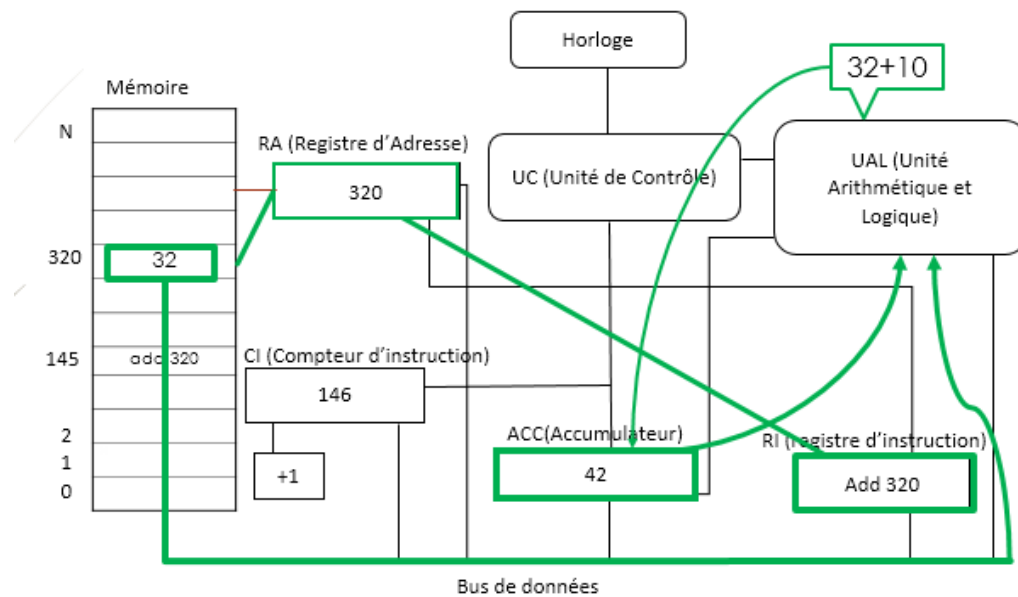 Horloge
32+10
Mémoire
N
RA (Registre d'Adresse)
320
UC (Unité de Contrôle)
UAL (Unité
Arithmétique et
Logique)
320
32
145
add 320
CI (Compteur d'instruction)
146
+1
2
1
0
ACC(Accumulateur)
42
RI (registre d'instruction)
Add 320
Bus de données